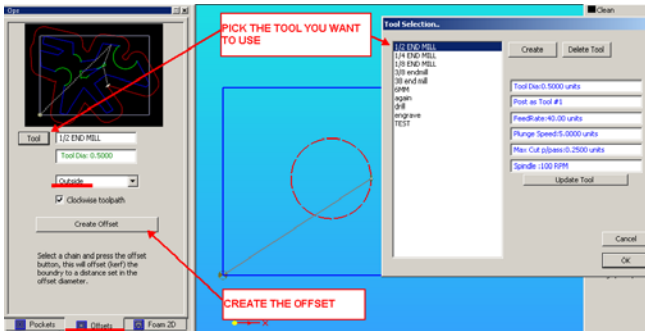 Ops
Clean
PICK THE TOOL YOU WANT
TO USE
Tool Selection..
1/2 END MILL
1/4 END MILL
1/8 END MILL
3/8 endmill
38 end mill
6MM
again
drill
engrave
TEST
Create
Delete Tool
Tool Dia:0.5000 units
Post as Tool #1
FeedRate:40.00 units
Plunge Speed:5.0000 units
Max Cut p/pass:0.2500 units
Spindle :100 RPM
Update Tool
Cancel
OK
Tool
1/2 END MILL
Tool Dia: 0.5000
Outside
Clockwise toolpath
Create Offset
Select a chain and press the offset
button, this will offset (kerf) the
boundry to a distance set in the
offset diameter.
CREATE THE OFFSET
X
Pockets
Offsets
Foam 2D